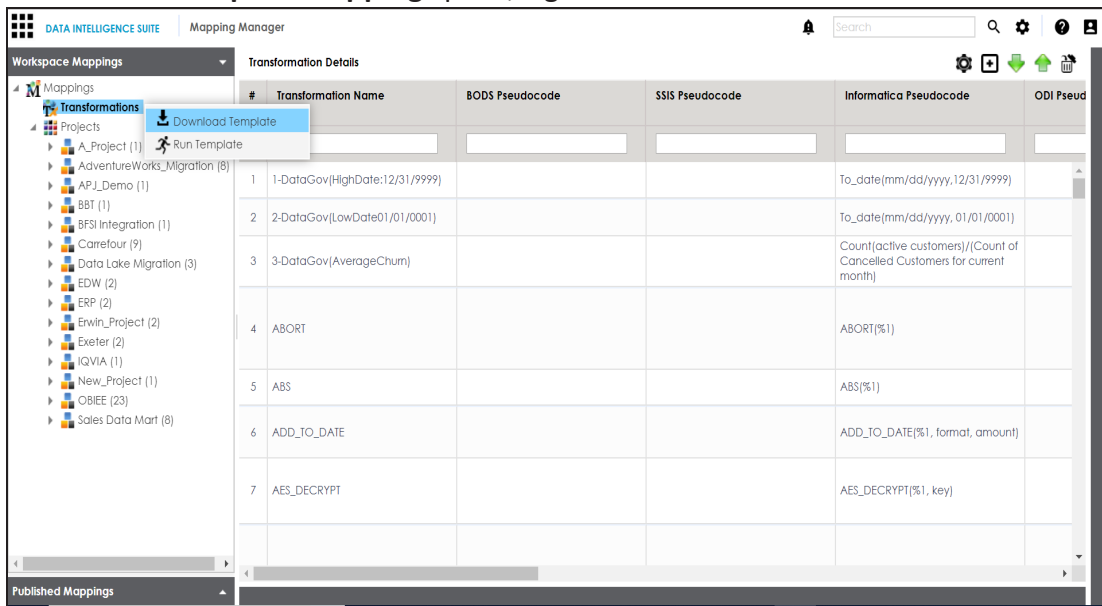 DATA INTELLIGENCE SUITE Mapping Manager Search
Workspace Mappings
Mappings
Transformations
Projects
A_Project (1)
AdventureWorks_Migration (8)
APJ_Demo (1)
BBT (1)
BFSI Integration (1)
Carrefour (9)
Data Lake Migration (3)
EDW (2)
ERP (2)
Erwin_Project (2)
Exeter (2)
IQVIA (1)
New_Project (1)
OBIEE (23)
Sales Data Mart (8)
Published Mappings
Download Template
Run Template
Transformation Details
# Transformation Name BODS Pseudocode SSIS Pseudocode Informatica Pseudocode ODI Pseud
1 1-DataGov(HighDate:12/31/9999) To_date(mm/dd/yyyy,12/31/9999)
2 2-DataGov(LowDate01/01/0001) To_date(mm/dd/yyyy, 01/01/0001)
3 3-DataGov(AverageChurn) Count(active customers)/(Count of
Cancelled Customers for current
month)
4 ABORT ABORT(%1)
5 ABS ABS(%1)
6 ADD_TO_DATE ADD_TO_DATE(%1, format, amount)
7 AES_DECRYPT AES_DECRYPT(%1, key)